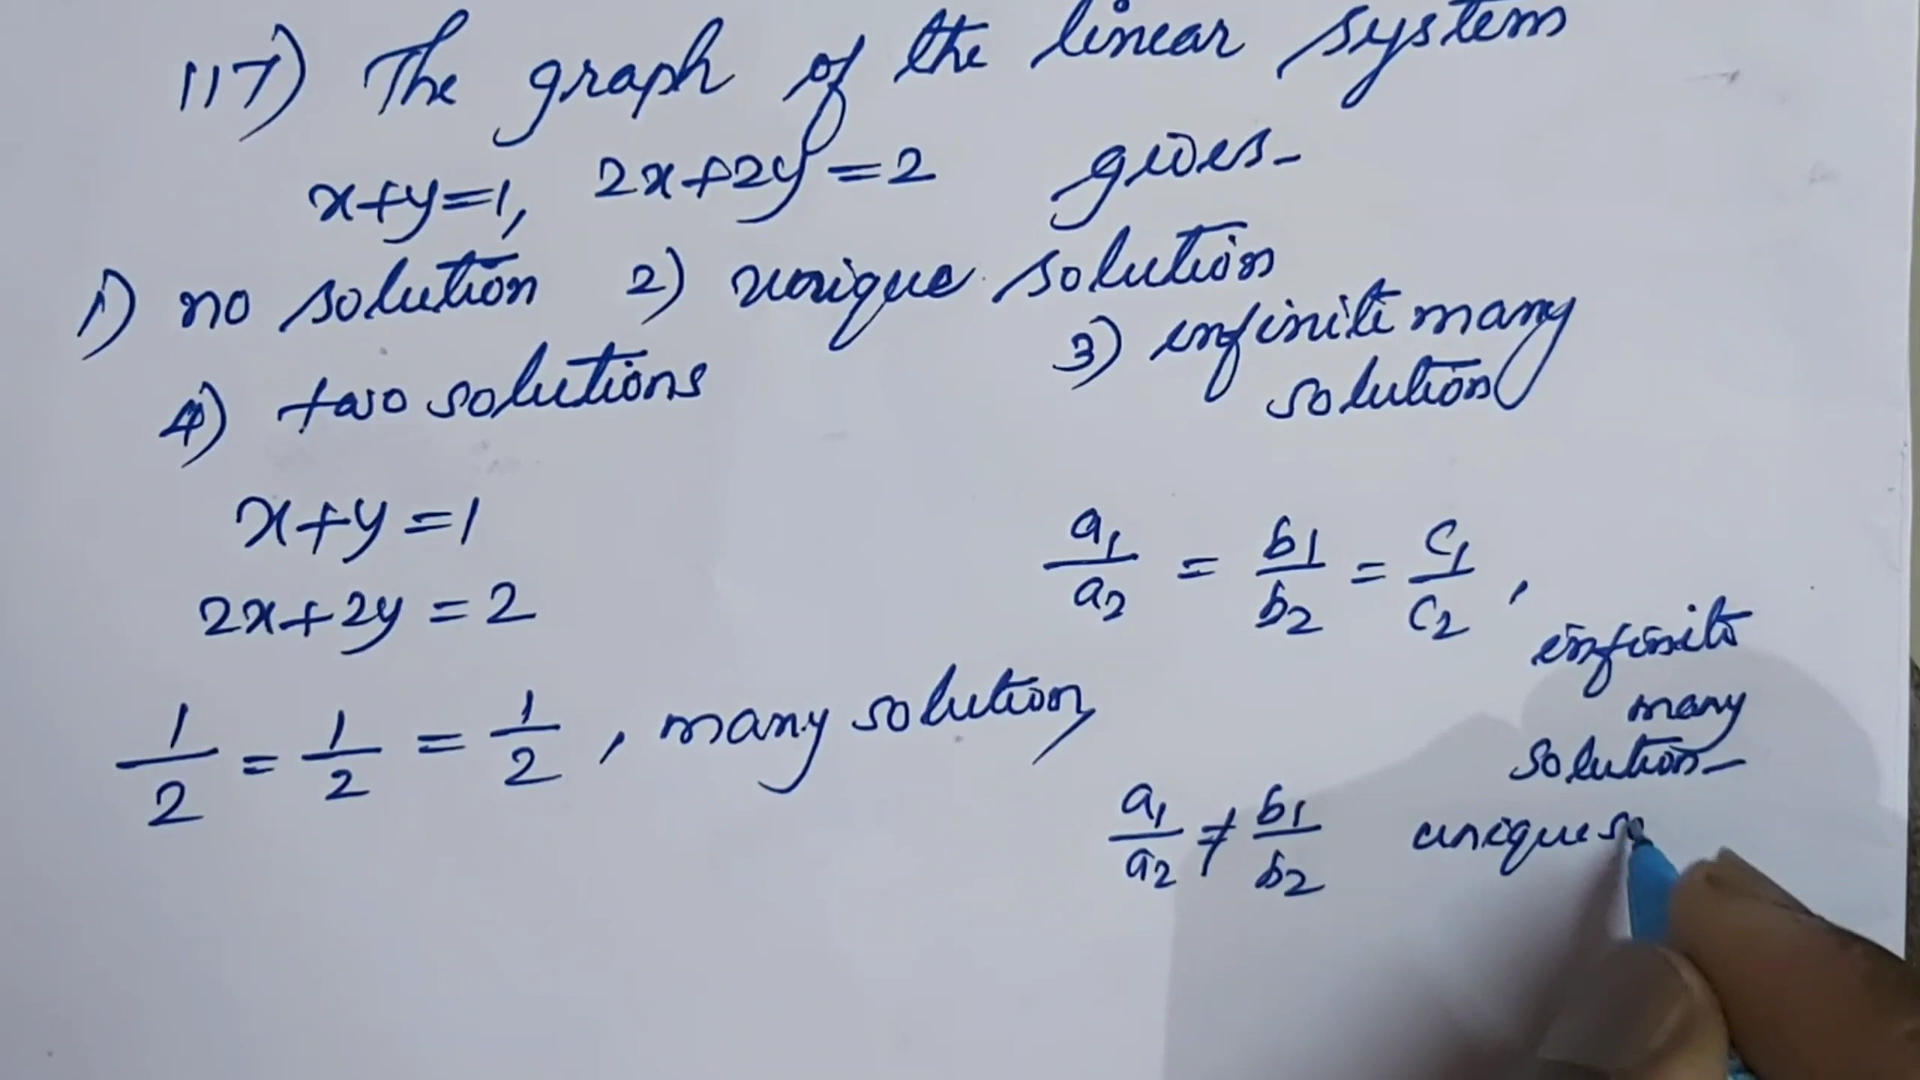 117) The graph of the linear system
x+y=1, 2x+2y=2 gives-
1) no solution 2) unique solution
3) infinite many
solution
4) two solutions
x+y=1
2x+2y=2
1/2 = 1/2 = 1/2, many solution,
a1/a2 = b1/b2 = c1/c2,
infinite
many
solution-
a1/a2 ≠ b1/b2 unique so